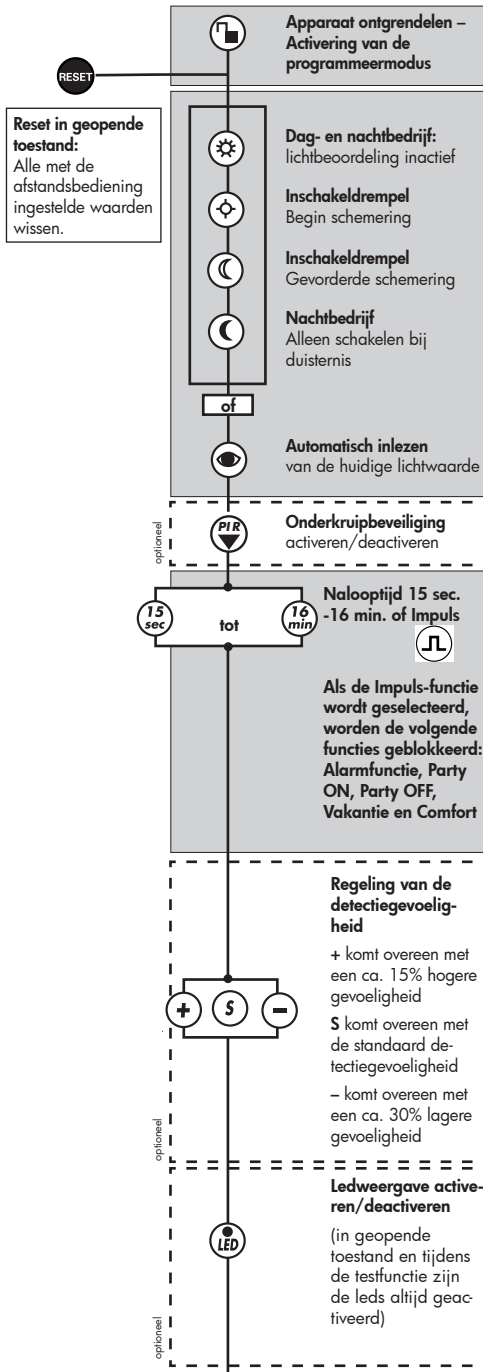 Apparaat ontgrendelen –
Activering van de
programmeermodus
RESET
Reset in geopende
toestand:
Alle met de
afstandsbediening
ingestelde waarden
wissen.
Dag- en nachtbedrijf:
lichtbeoordeling inactief
Inschakeldrempel
Begin schemering
Inschakeldrempel
Gevorderde schemering
Nachtbedrijf
Alleen schakelen bij
duisternis
of
Automatisch inlezen
van de huidige lichtwaarde
optioneel
PIR
Onderkruipbeveiliging
activeren/deactiveren
15
sec
tot
16
min
Nalooptijd 15 sec.
-16 min. of Impuls
Als de Impuls-functie
wordt geselecteerd,
worden de volgende
functies geblokkeerd:
Alarmfunctie, Party
ON, Party OFF,
Vakantie en Comfort
Regeling van de
detectiegevoelig-
heid
+ komt overeen met
een ca. 15% hogere
gevoeligheid
S komt overeen met
de standaard de-
tectiegevoeligheid
– komt overeen met
een ca. 30% lagere
gevoeligheid
+ S −
optioneel
Ledweergave active-
ren/deactiveren
(in geopende
toestand en tijdens
de testfunctie zijn
de leds altijd geac-
tiveerd)
LED
optioneel